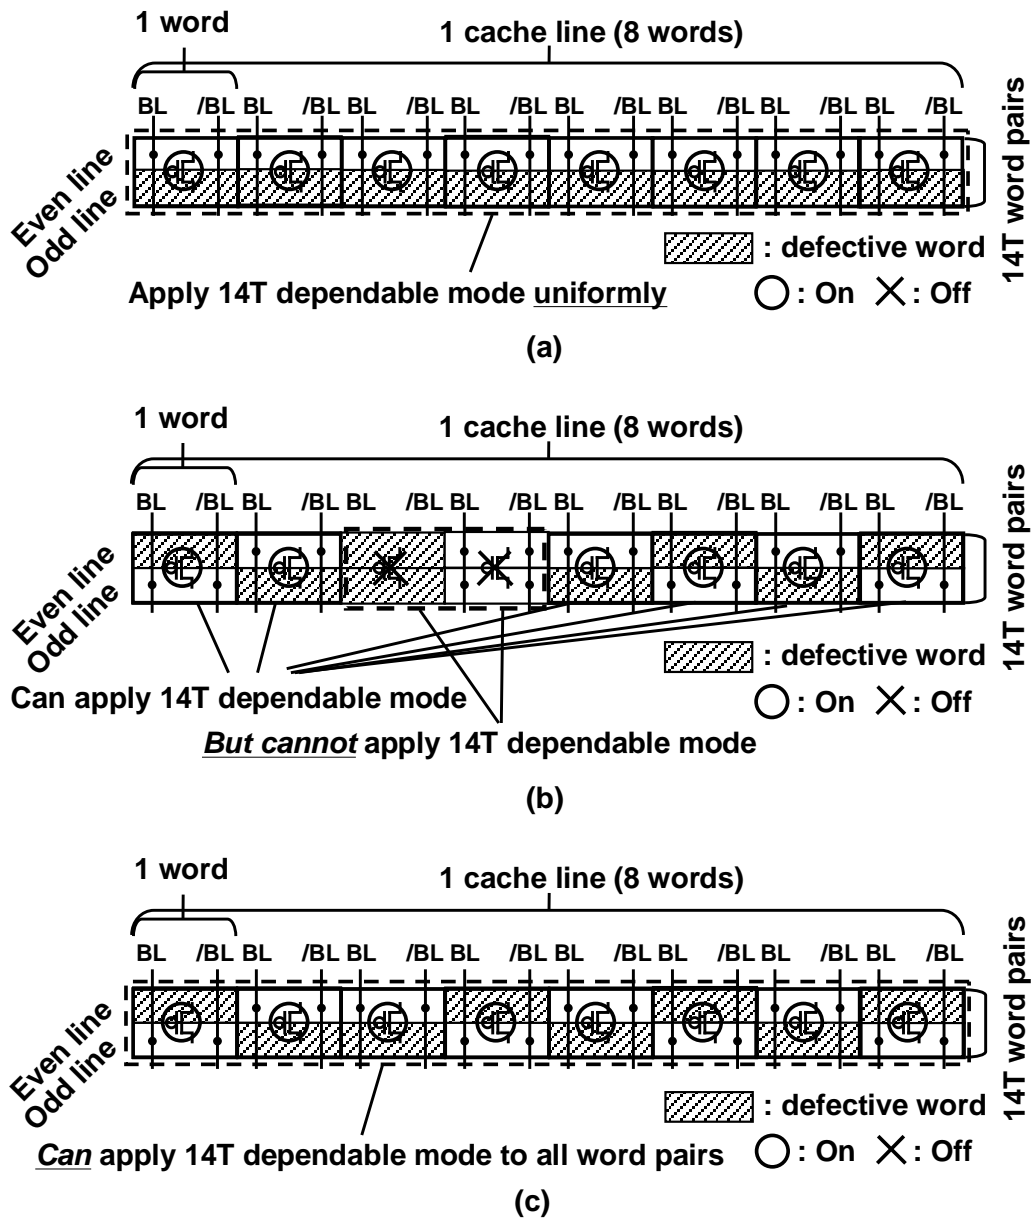 1 word
1 cache line (8 words)
BL /BL BL /BL BL /BL BL /BL BL /BL BL /BL BL /BL BL /BL
Even line
Odd line
14T word pairs
: defective word
Apply 14T dependable mode uniformly
: On : Off
(a)
1 word
1 cache line (8 words)
BL /BL BL /BL BL /BL BL /BL BL /BL BL /BL BL /BL BL /BL
Even line
Odd line
14T word pairs
: defective word
Can apply 14T dependable mode
: On : Off
But cannot apply 14T dependable mode
(b)
1 word
1 cache line (8 words)
BL /BL BL /BL BL /BL BL /BL BL /BL BL /BL BL /BL BL /BL
Even line
Odd line
14T word pairs
: defective word
Can apply 14T dependable mode to all word pairs
: On : Off
(c)